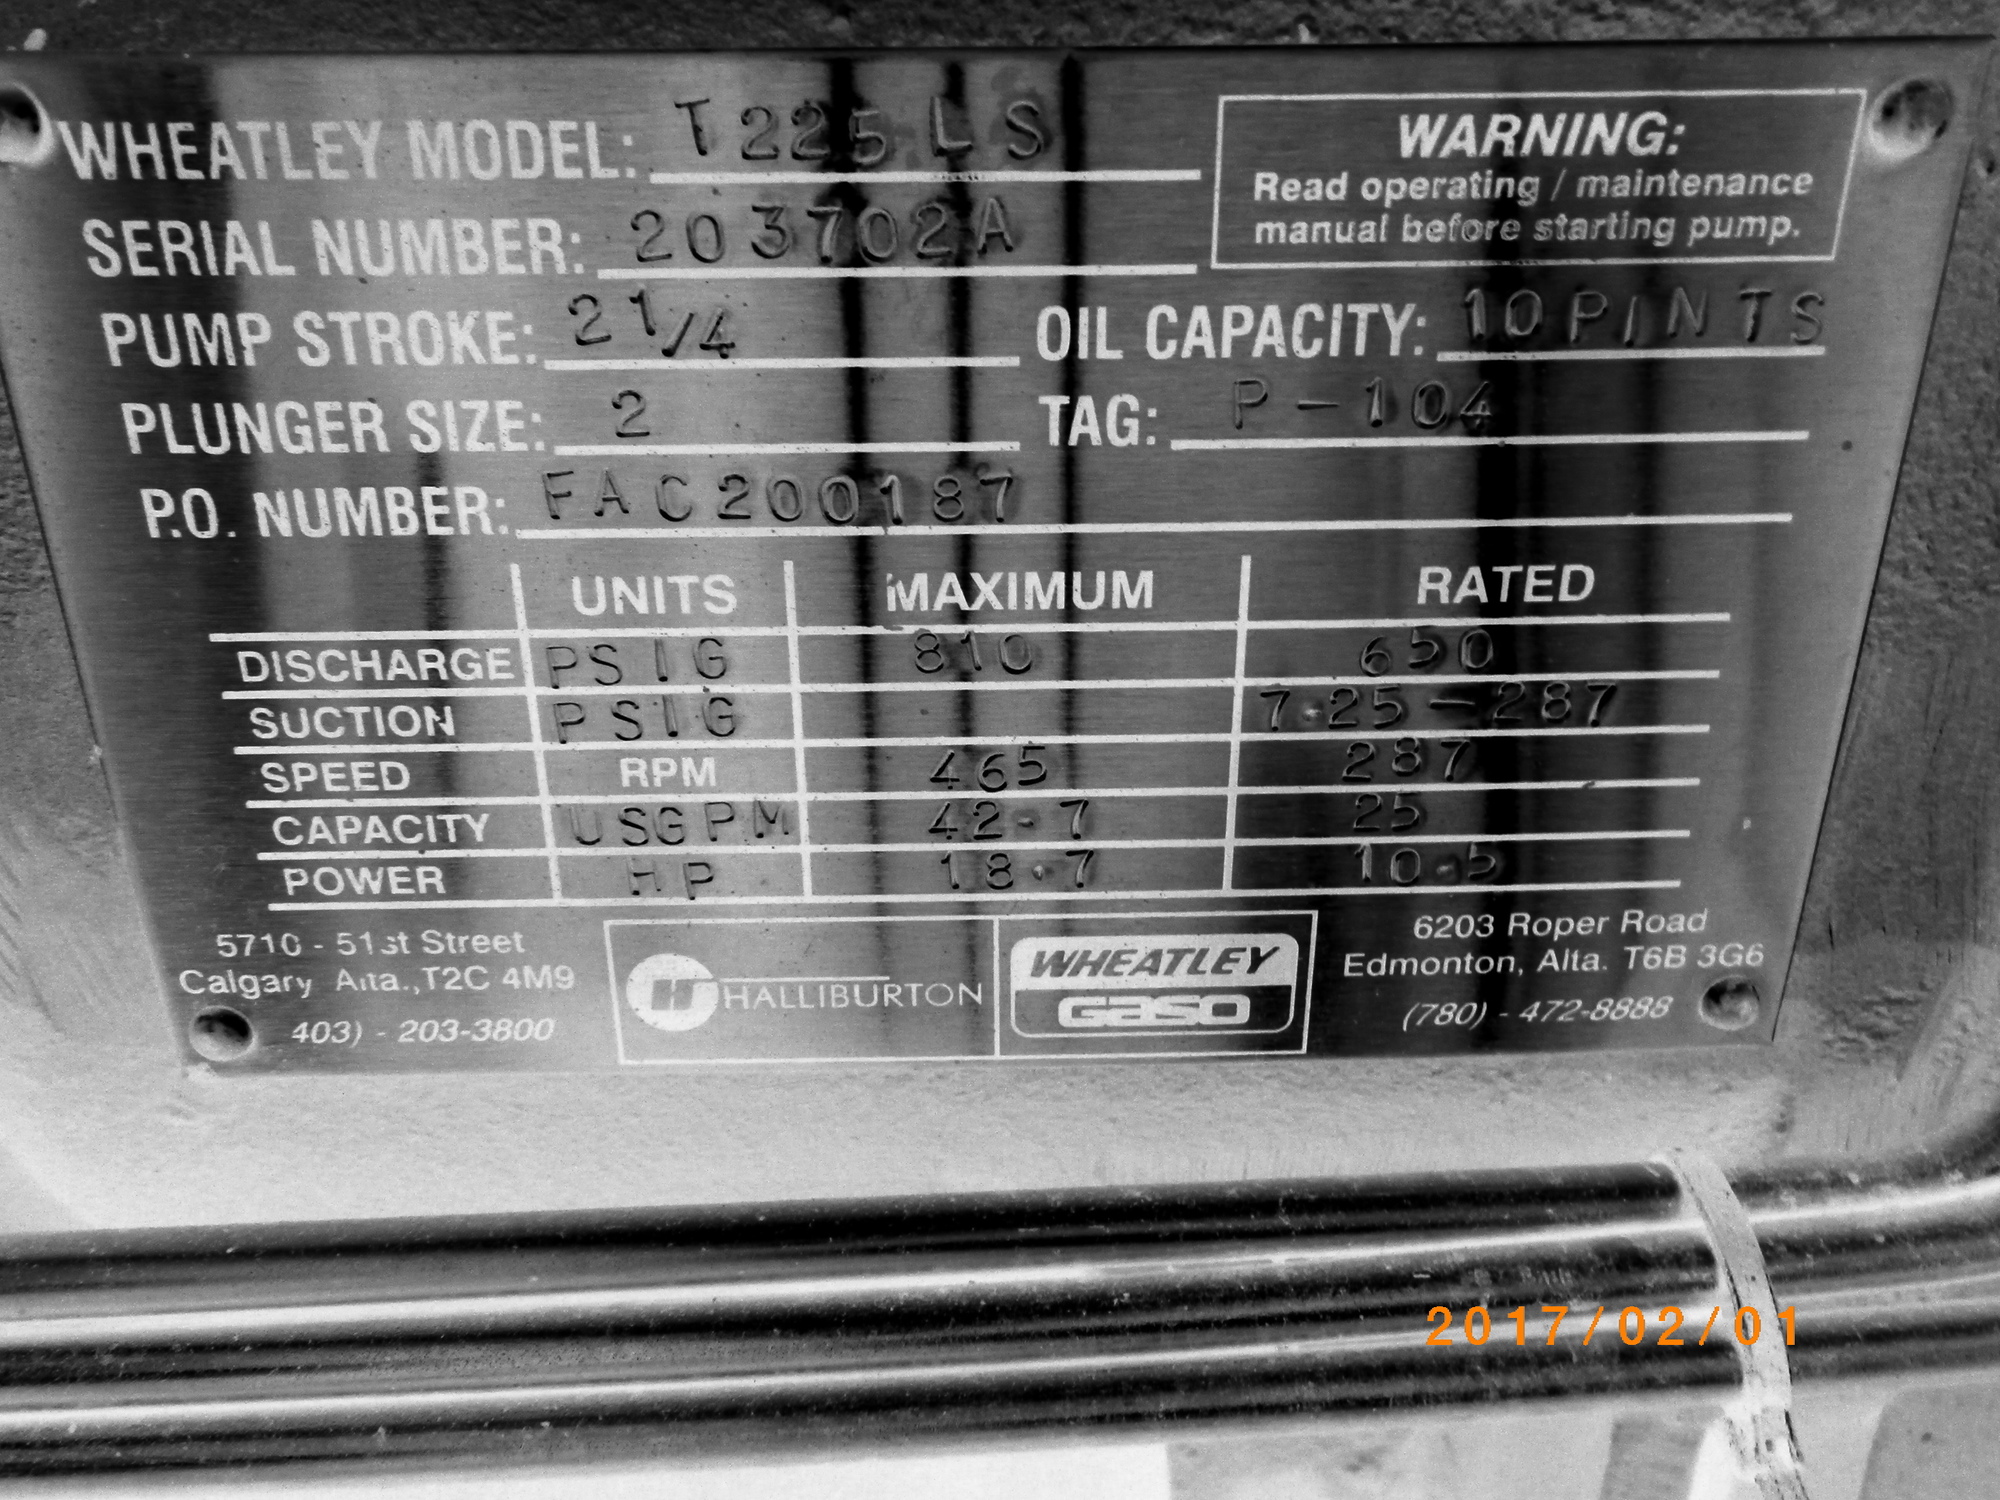 WHEATLEY MODEL: T225LS
SERIAL NUMBER: 203702A
WARNING:
Read operating / maintenance
manual before starting pump.
PUMP STROKE: 2 1/4 OIL CAPACITY: 10 PINTS
PLUNGER SIZE: 2 TAG: P-104
P.O. NUMBER: FAC200187
UNITS MAXIMUM RATED
DISCHARGE PSIG 810 650
SUCTION PSIG 7.25-287
SPEED RPM 465 287
CAPACITY USGPM 42.7 25
POWER HP 18.7 10.5
5710 - 51st Street
Calgary Alta., T2C 4M9
403) - 203-3800
HALLIBURTON
WHEATLEY
Gaso
6203 Roper Road
Edmonton, Alta. T6B 3G6
(780) - 472-8888
2017/02/01